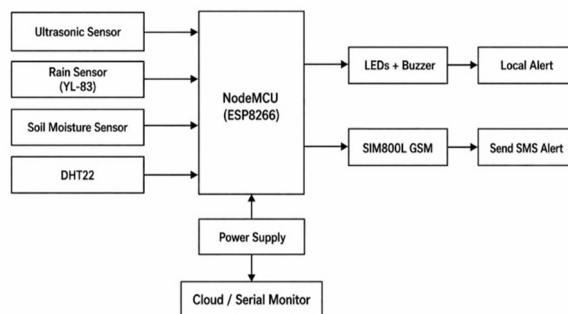 Ultrasonic Sensor
Rain Sensor
(YL-83)
Soil Moisture Sensor
DHT22
NodeMCU
(ESP8266)
LEDs + Buzzer
Local Alert
SIM800L GSM
Send SMS Alert
Power Supply
Cloud / Serial Monitor